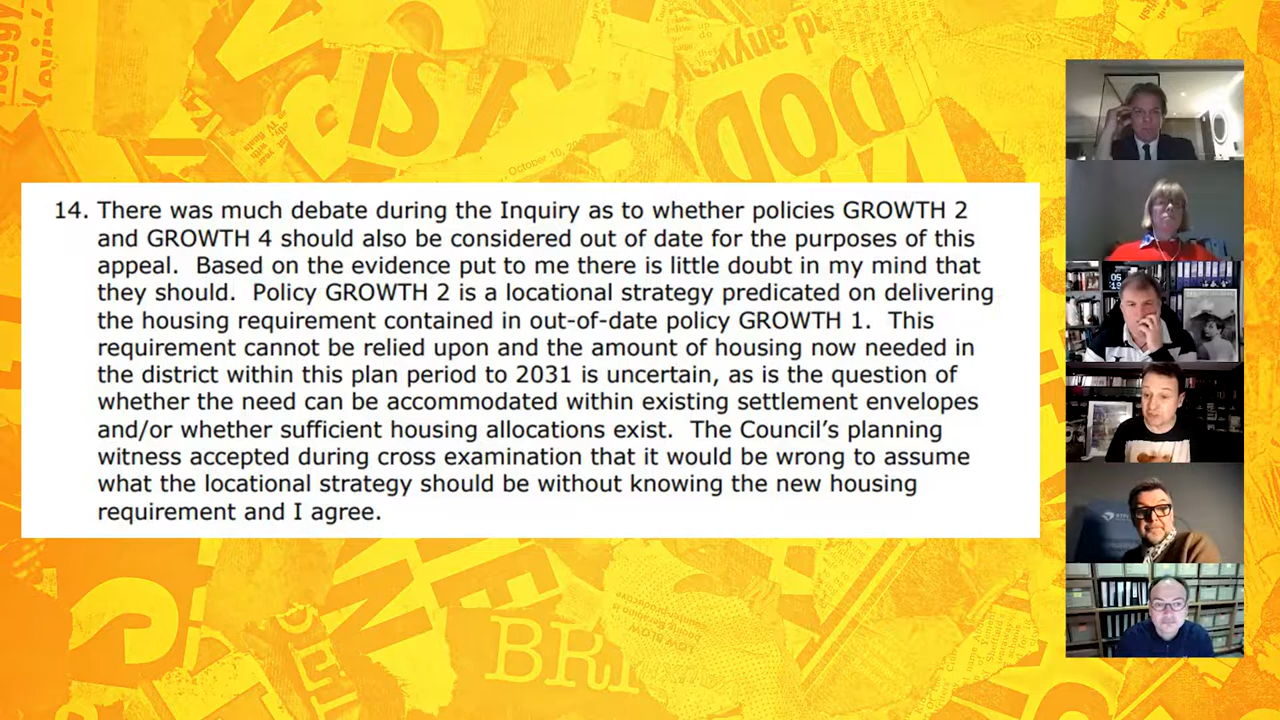 14. There was much debate during the Inquiry as to whether policies GROWTH 2
and GROWTH 4 should also be considered out of date for the purposes of this
appeal.  Based on the evidence put to me there is little doubt in my mind that
they should.  Policy GROWTH 2 is a locational strategy predicated on delivering
the housing requirement contained in out-of-date policy GROWTH 1.  This
requirement cannot be relied upon and the amount of housing now needed in
the district within this plan period to 2031 is uncertain, as is the question of
whether the need can be accommodated within existing settlement envelopes
and/or whether sufficient housing allocations exist.  The Council’s planning
witness accepted during cross examination that it would be wrong to assume
what the locational strategy should be without knowing the new housing
requirement and I agree.
October 10, 
IST
BRI